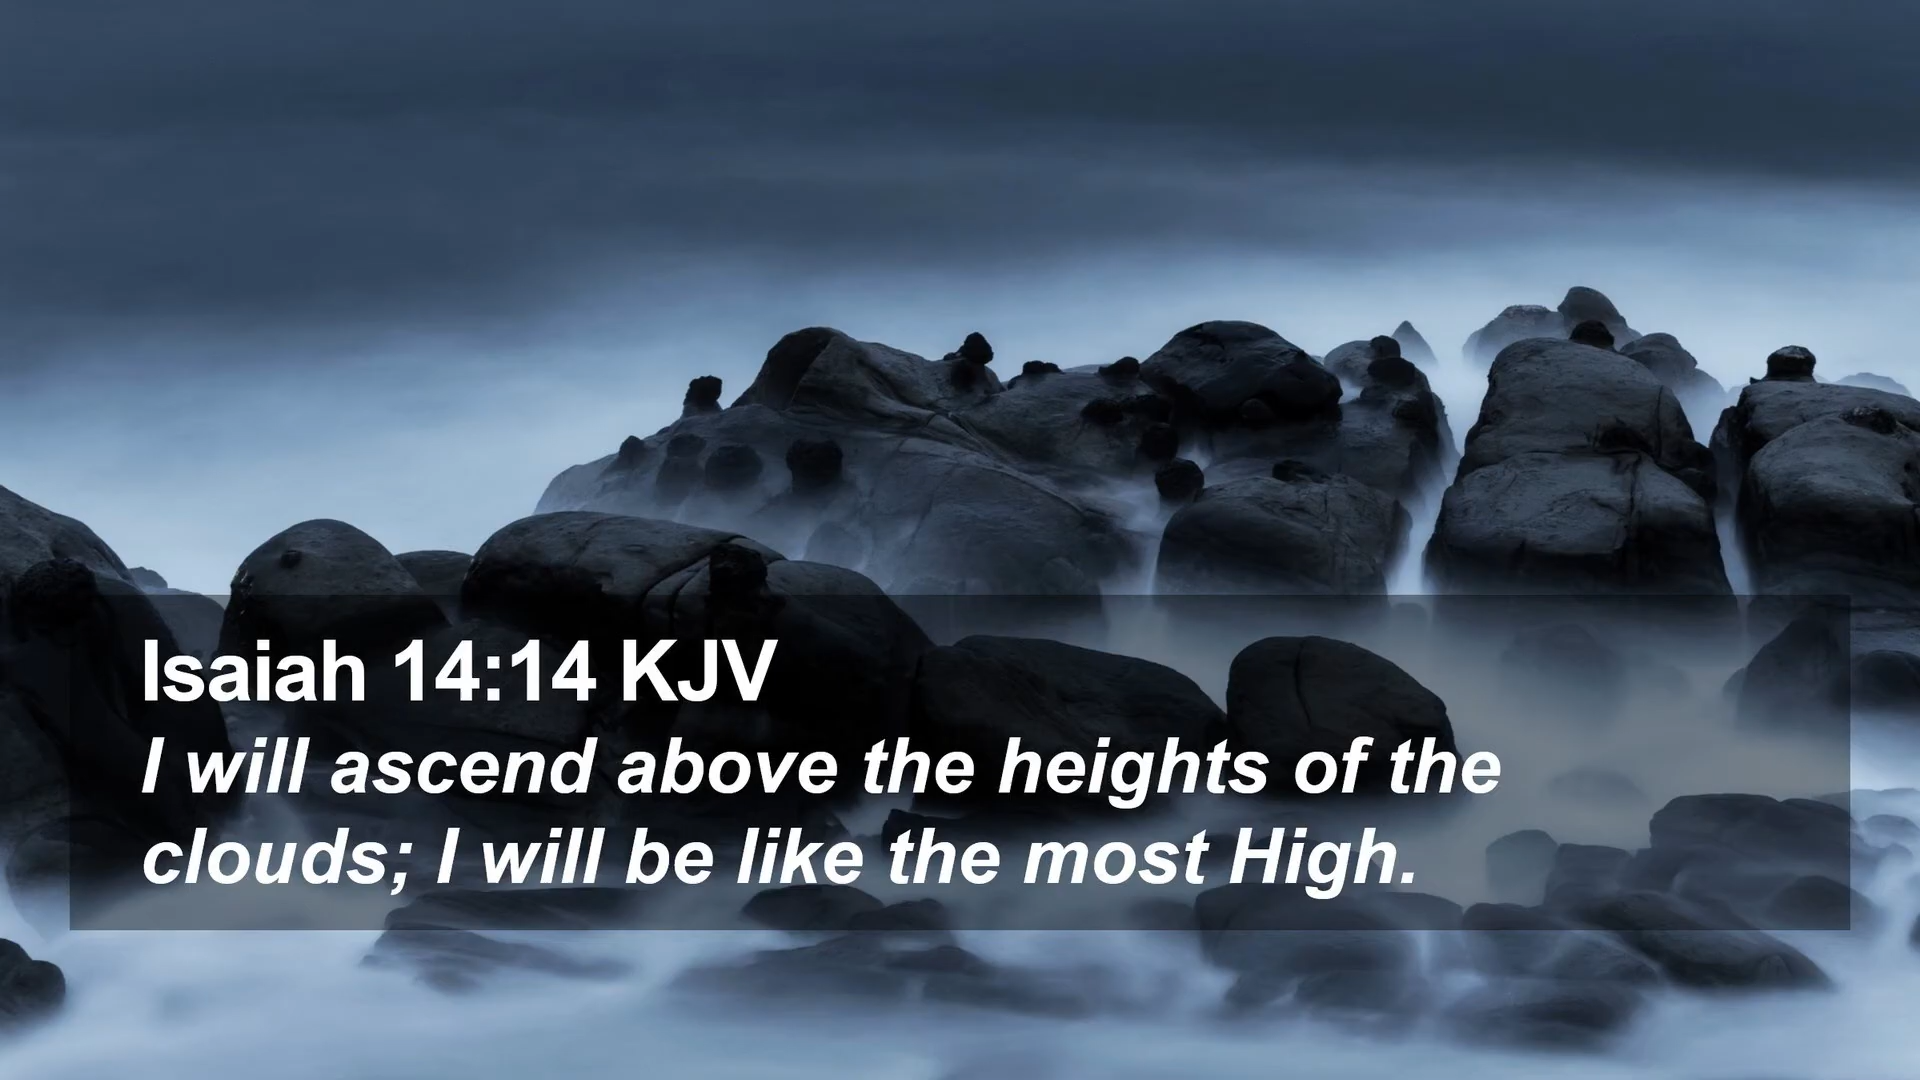 Isaiah 14:14 KJV
I will ascend above the heights of the
clouds; I will be like the most High.